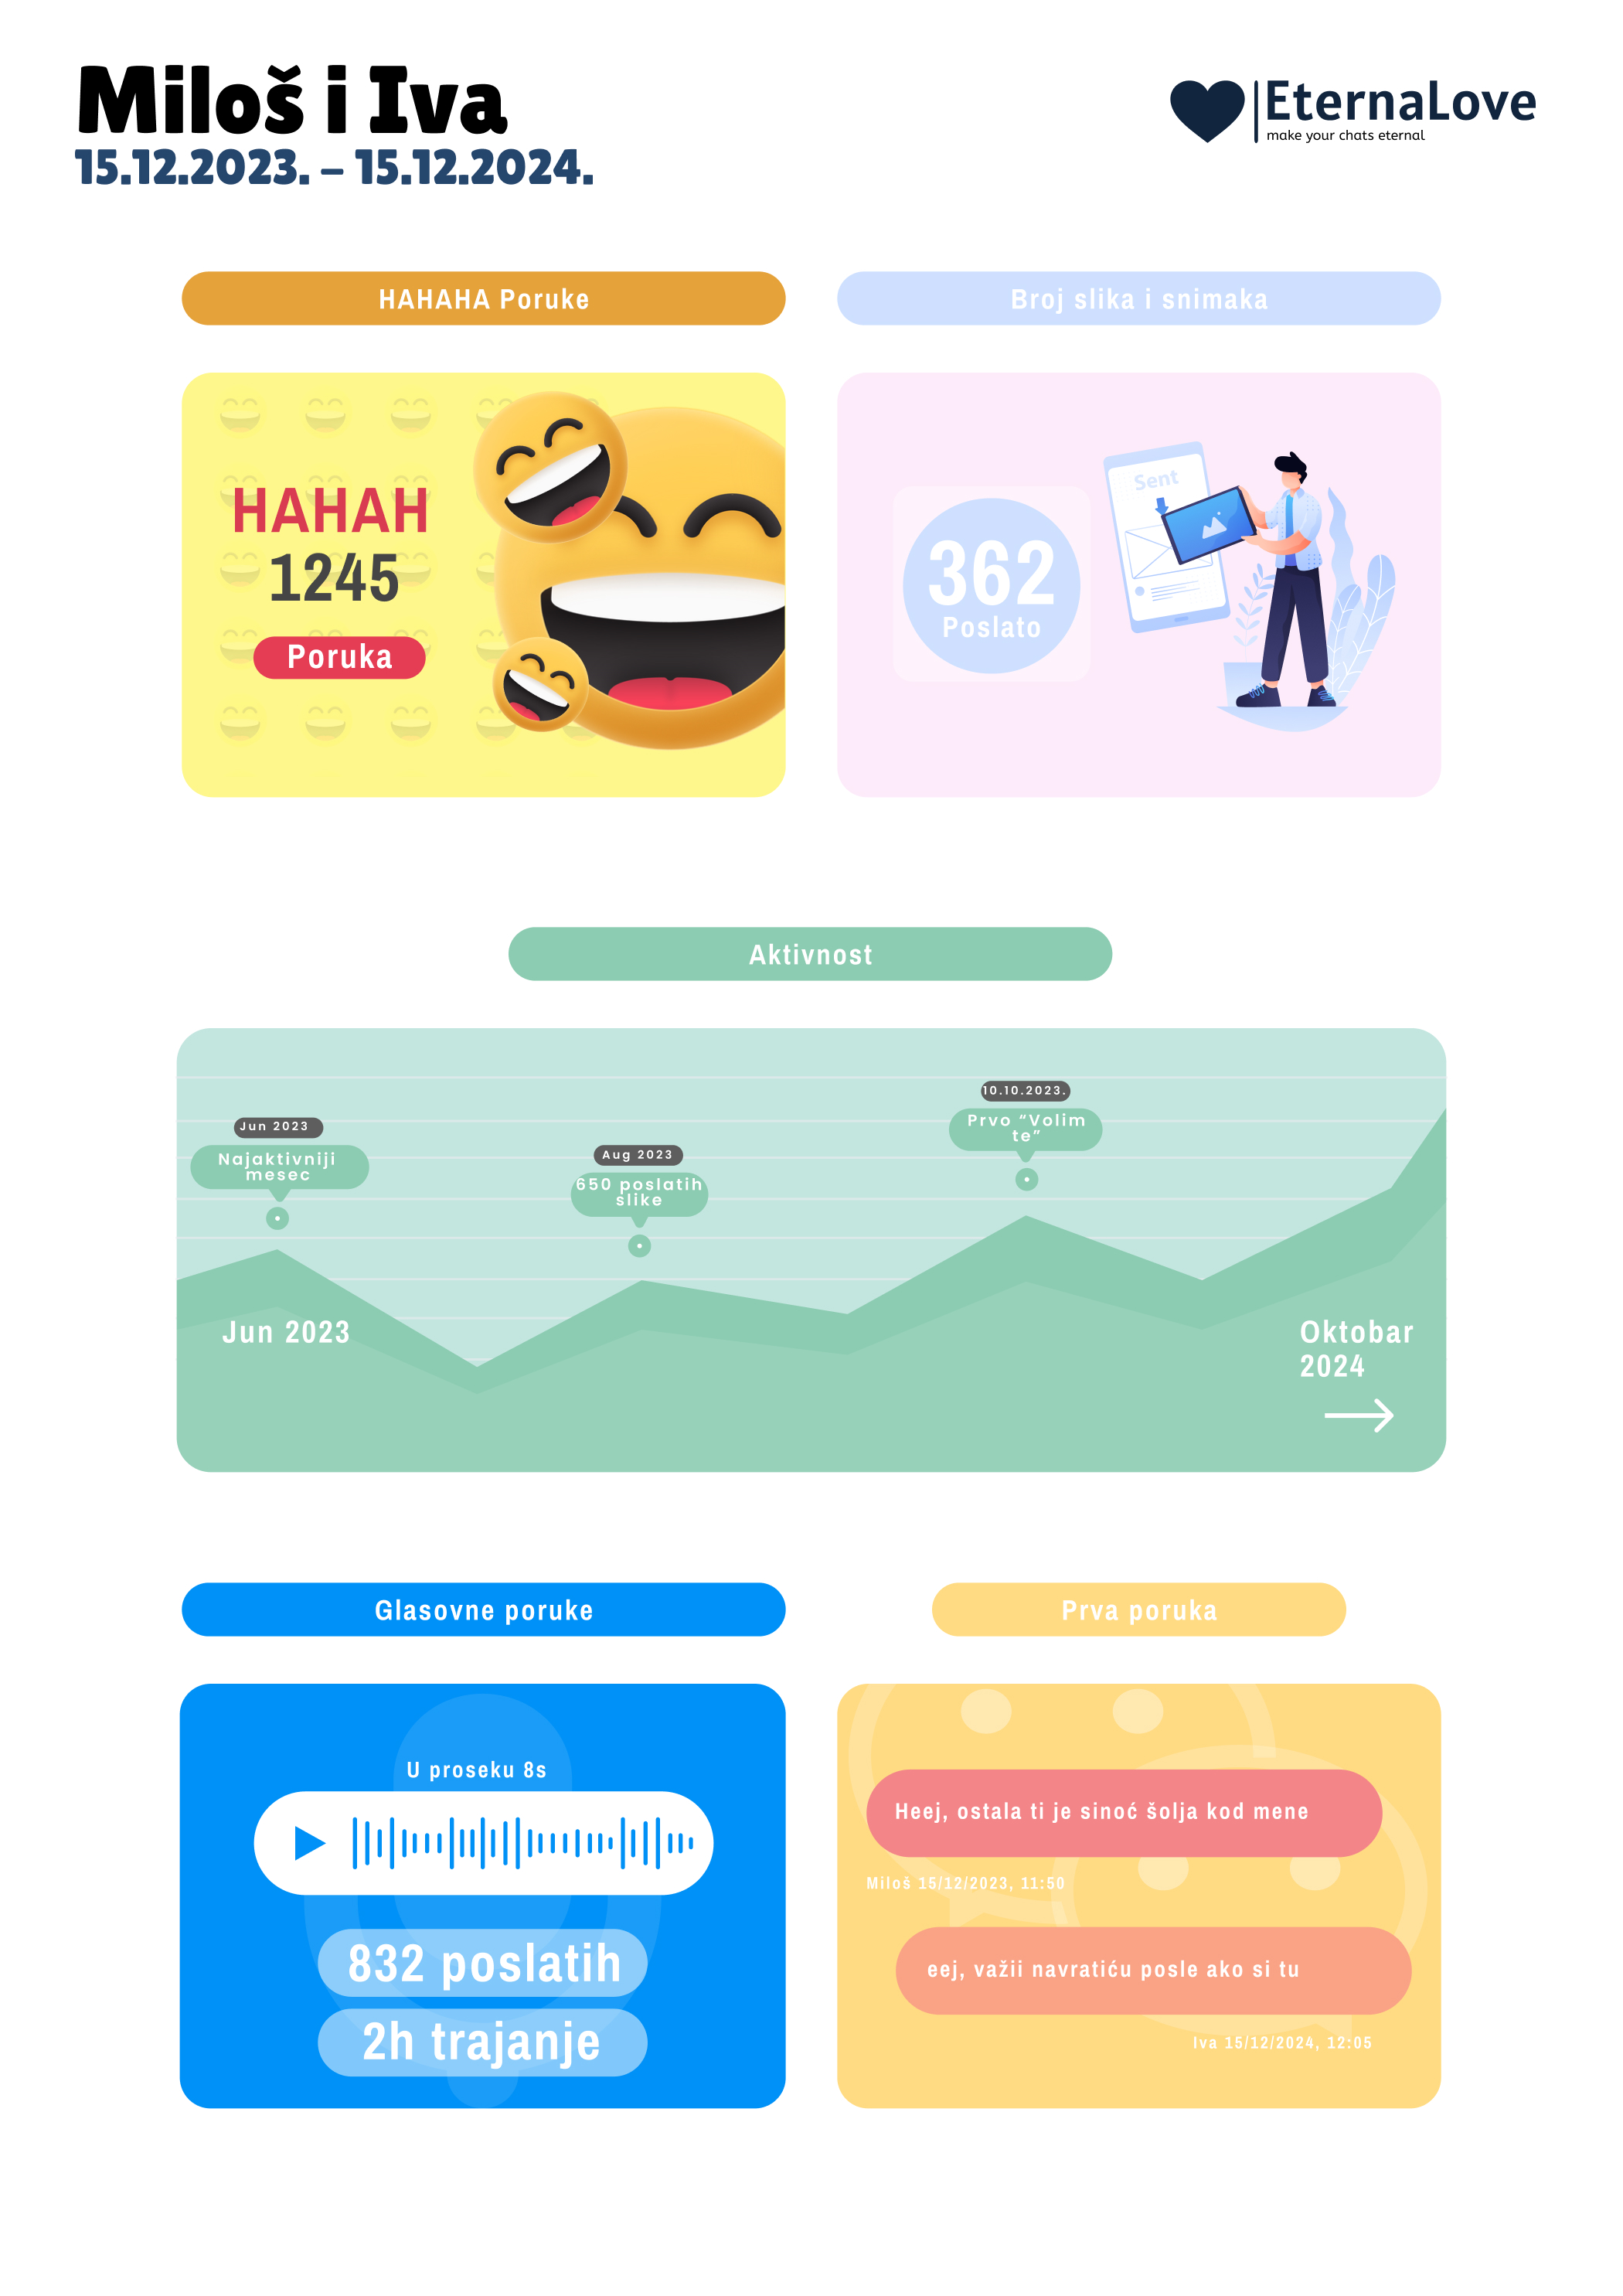 Miloš i Iva
15.12.2023. – 15.12.2024.
EternaLove
make your chats eternal
HAHAHA Poruke
Broj slika i snimaka
HAHAH
1245
Poruka
362
Poslato
Sent
Aktivnost
Jun 2023
Najaktivniji
mesec
Aug 2023
650 poslatih
slike
10.10.2023.
Prvo “Volim
te”
Jun 2023
Oktobar
2024
Glasovne poruke
Prva poruka
U proseku 8s
832 poslatih
2h trajanje
Heej, ostala ti je sinoć šolja kod mene
Miloš 15/12/2023, 11:50
eej, važii navratiću posle ako si tu
Iva 15/12/2024, 12:05